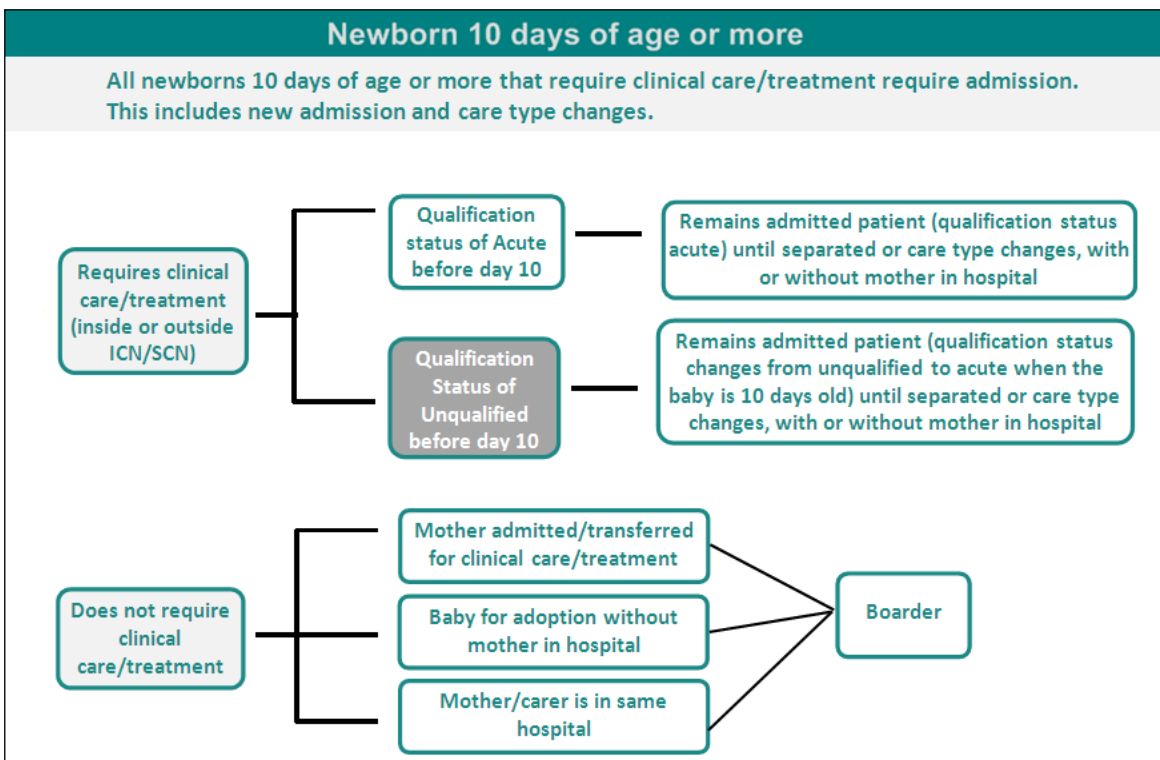 Newborn 10 days of age or more
All newborns 10 days of age or more that require clinical care/treatment require admission.
This includes new admission and care type changes.
Requires clinical
care/treatment
(inside or outside
ICN/SCN)
Qualification
status of Acute
before day 10
Remains admitted patient (qualification status
acute) until separated or care type changes, with
or without mother in hospital
Qualification
Status of
Unqualified
before day 10
Remains admitted patient (qualification status
changes from unqualified to acute when the
baby is 10 days old) until separated or care type
changes, with or without mother in hospital
Does not require
clinical
care/treatment
Mother admitted/transferred
for clinical care/treatment
Baby for adoption without
mother in hospital
Mother/carer is in same
hospital
Boarder